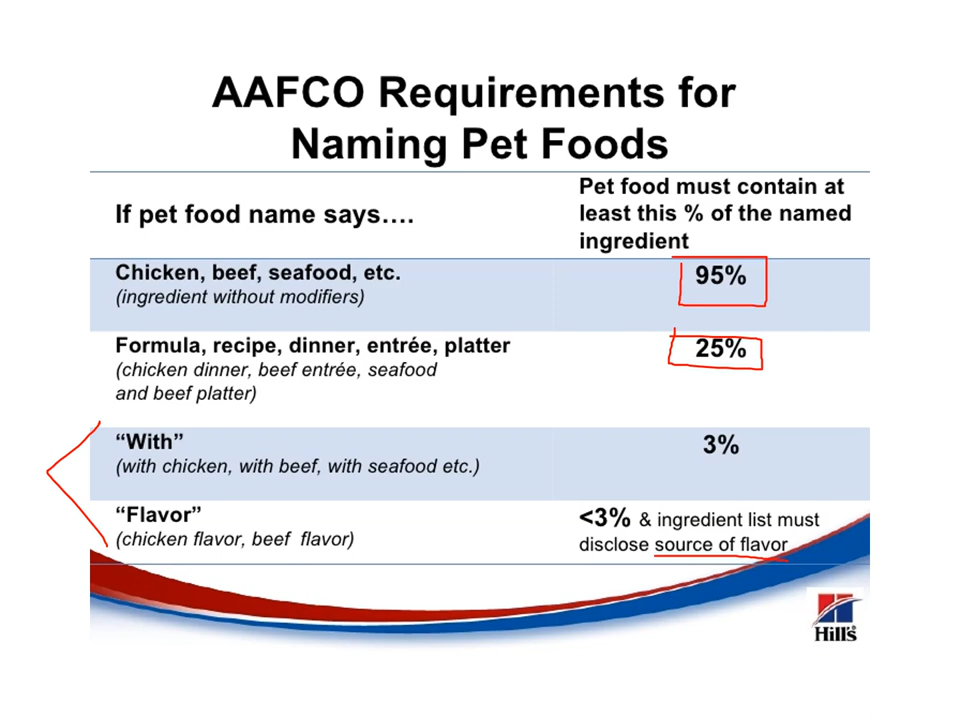 AAFCO Requirements for
Naming Pet Foods
If pet food name says….
Pet food must contain at
least this % of the named
ingredient
Chicken, beef, seafood, etc.
(ingredient without modifiers)
95%
Formula, recipe, dinner, entrée, platter
(chicken dinner, beef entrée, seafood
and beef platter)
25%
“With”
(with chicken, with beef, with seafood etc.)
3%
“Flavor”
(chicken flavor, beef  flavor)
<3% & ingredient list must
disclose source of flavor
Hill's®